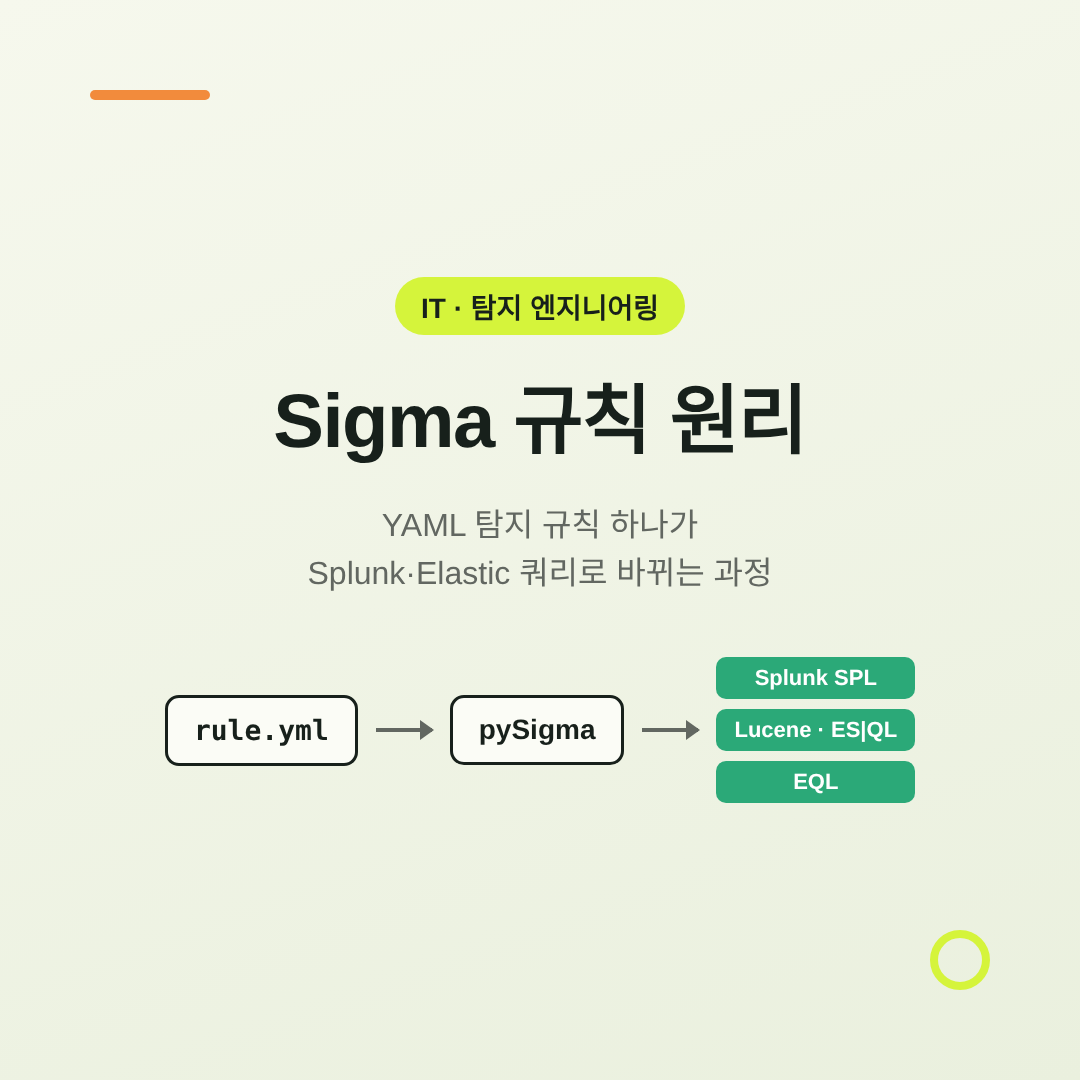 IT · 탐지 엔지니어링
Sigma 규칙 원리
YAML 탐지 규칙 하나가
Splunk·Elastic 쿼리로 바뀌는 과정
rule.yml
pySigma
Splunk SPL
Lucene · ES|QL
EQL